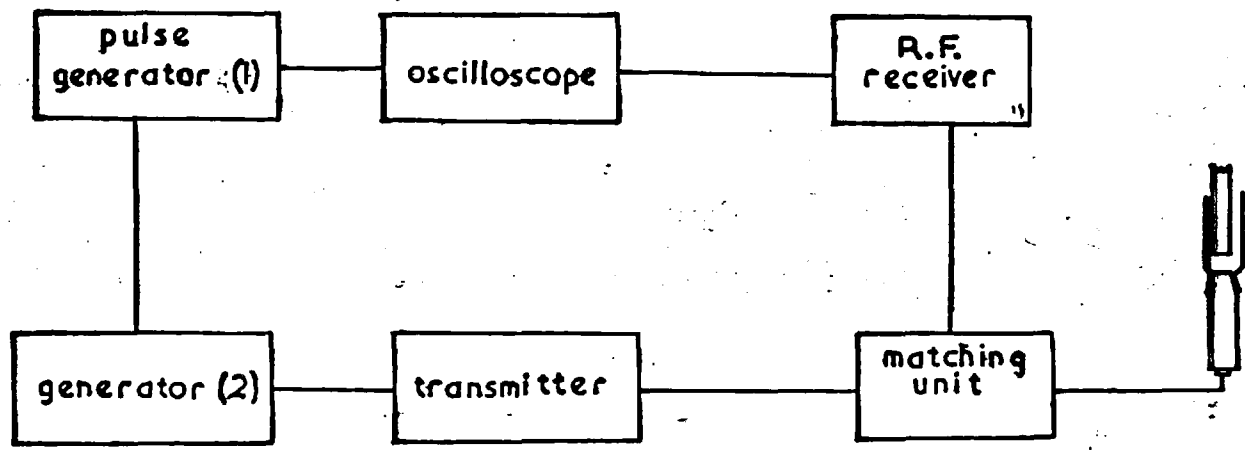 pulse
generator (1)
oscilloscope
R.F.
receiver
generator (2)
transmitter
matching
unit